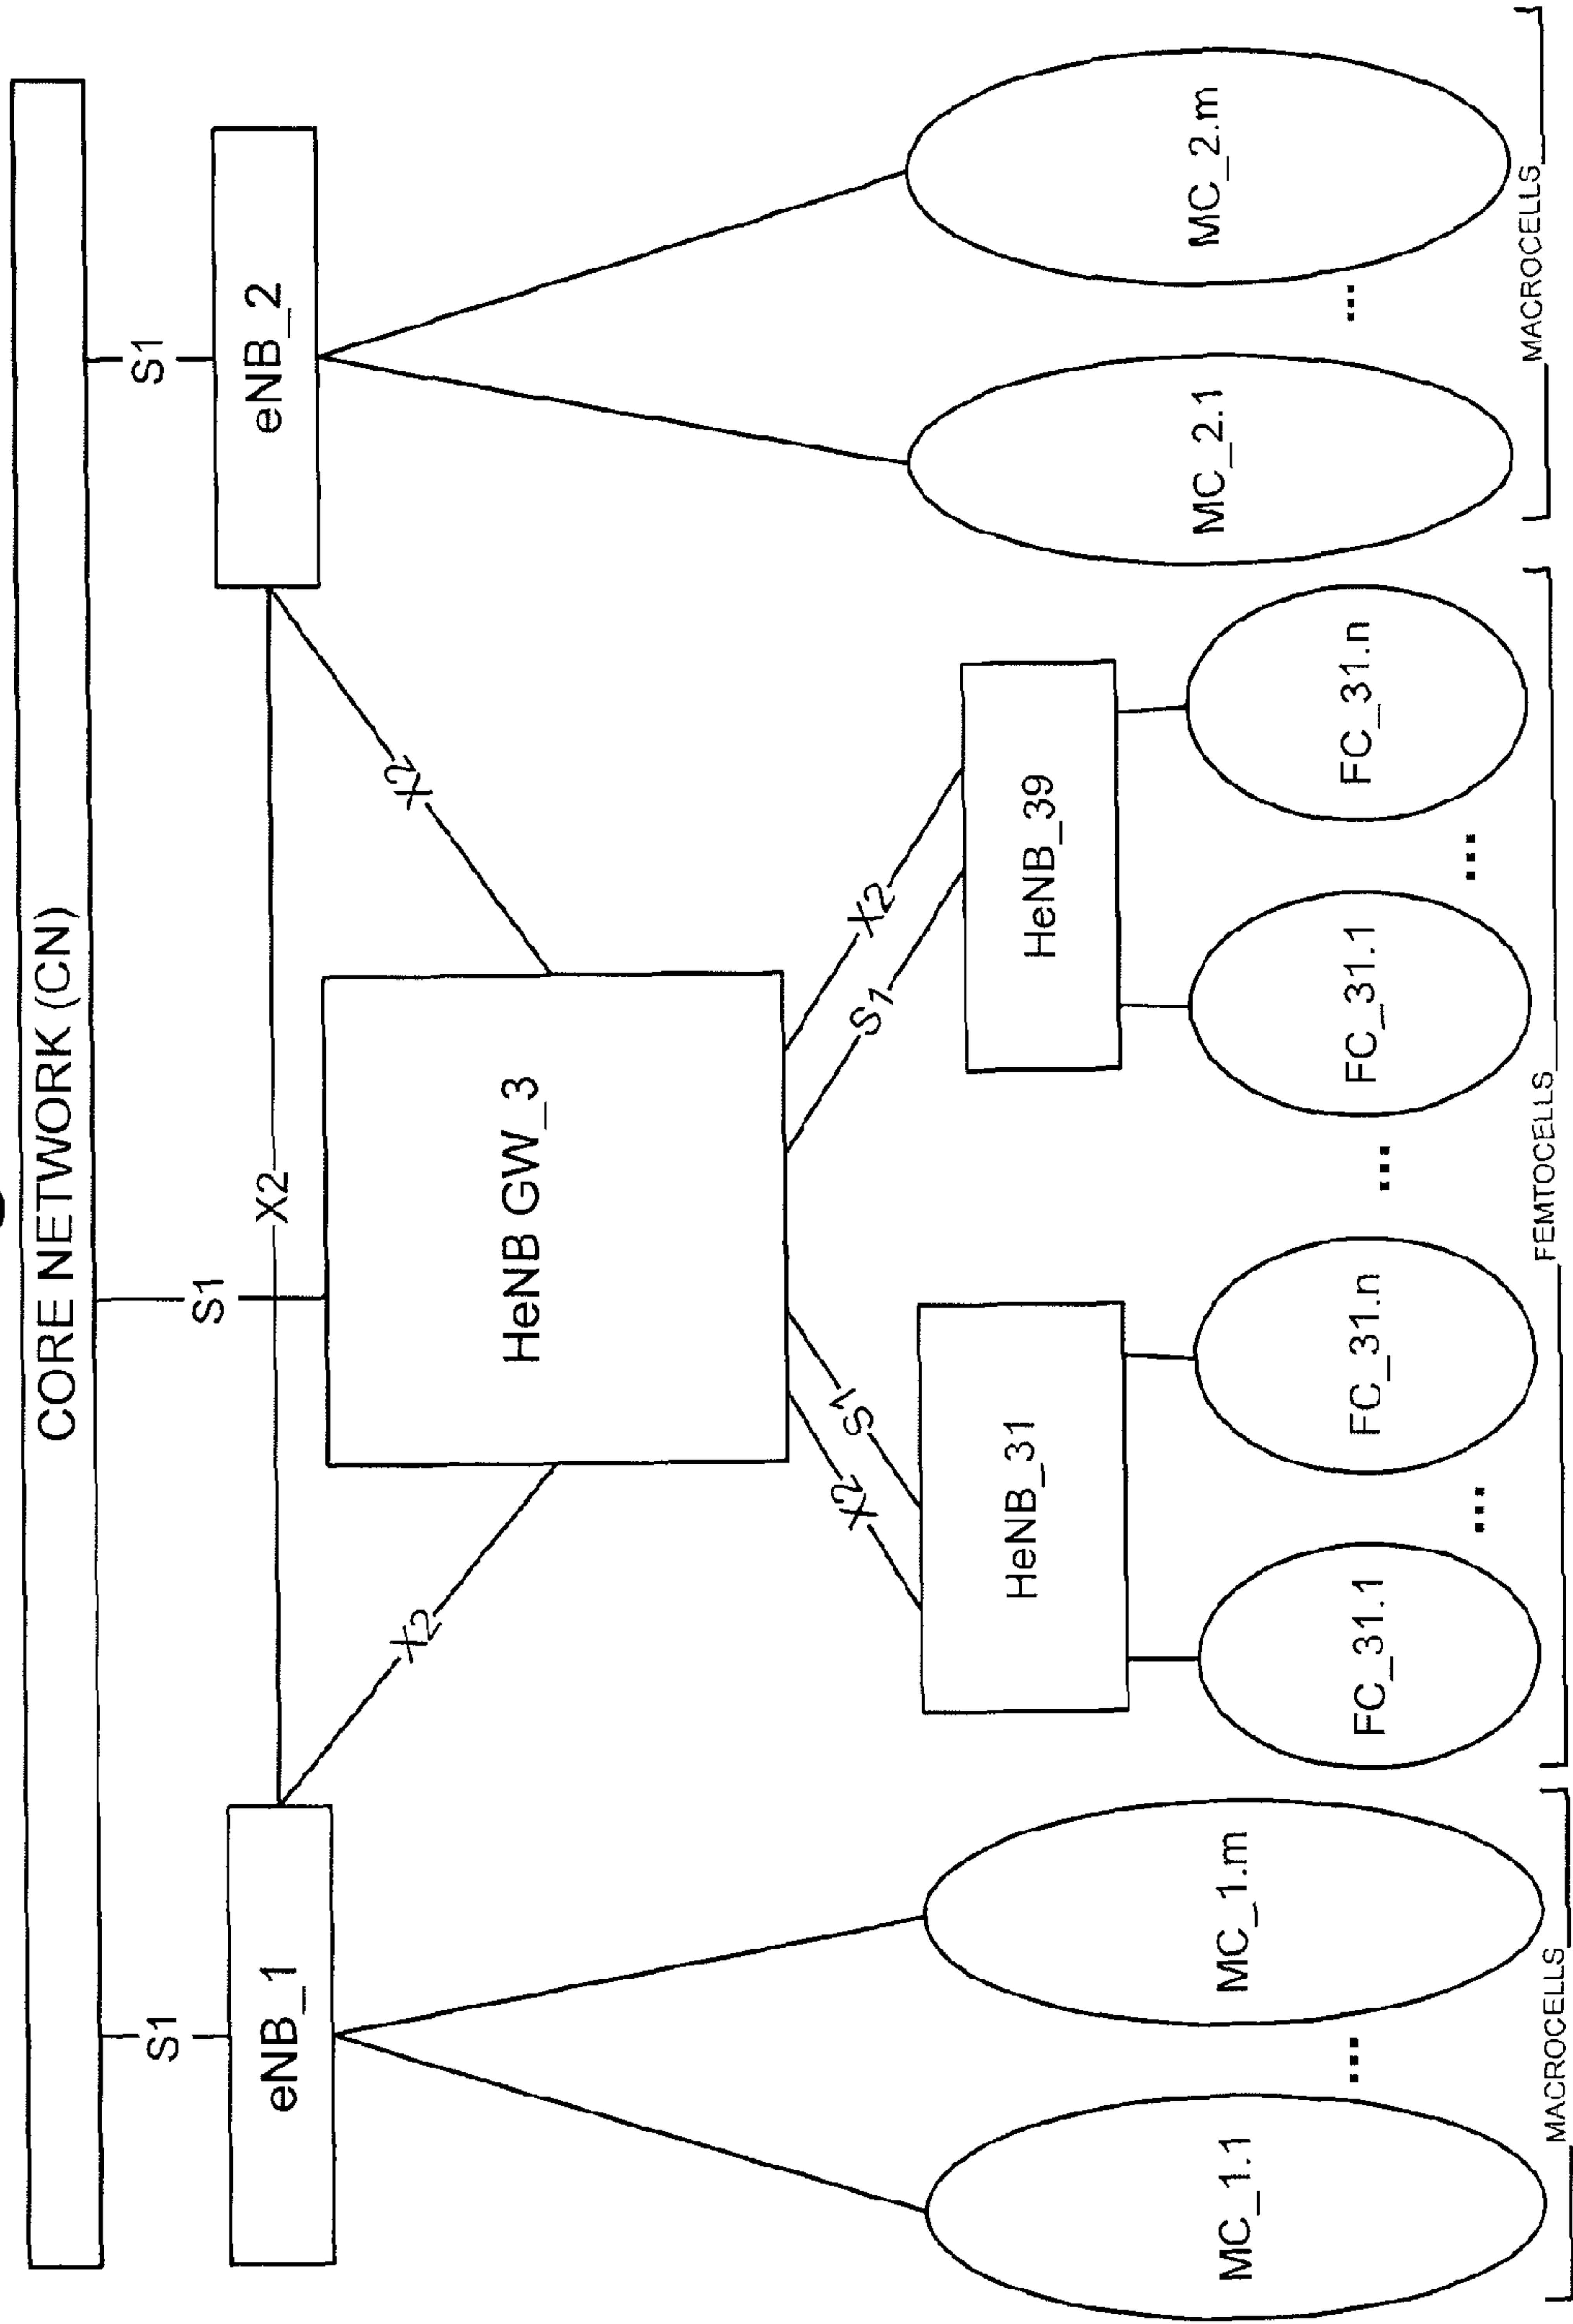 CORE NETWORK (CN)
S1
S1
S1
eNB_1
X2
eNB_2
X2
X2
HeNB GW_3
X2
S1
S1
X2
HeNB_31
HeNB_39
MC_1.1
...
MC_1.m
FC_31.1
...
FC_31.n
...
FC_31.1
...
FC_31.n
MC_2.1
...
MC_2.m
MACROCELLS
FEMTOCELLS
MACROCELLS